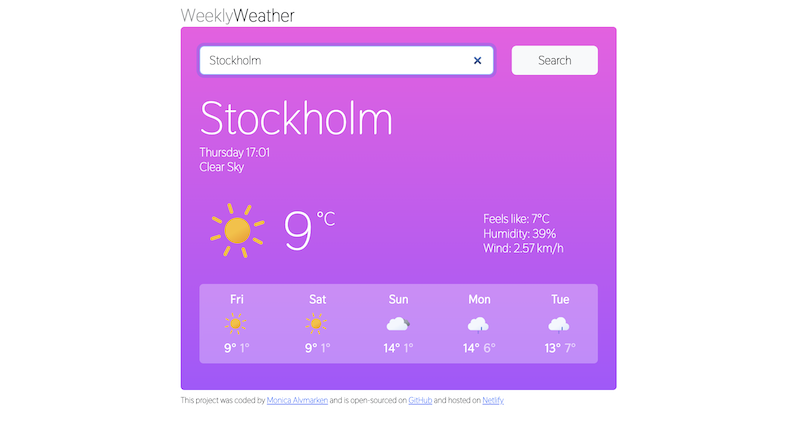 WeeklyWeather
Stockholm × Search
Stockholm
Thursday 17:01
Clear Sky
9 °C
Feels like: 7°C
Humidity: 39%
Wind: 2.57 km/h
Fri Sat Sun Mon Tue
9° 1° 9° 1° 14° 1° 14° 6° 13° 7°
This project was coded by Monica Alvmarken and is open-sourced on GitHub and hosted on Netlify